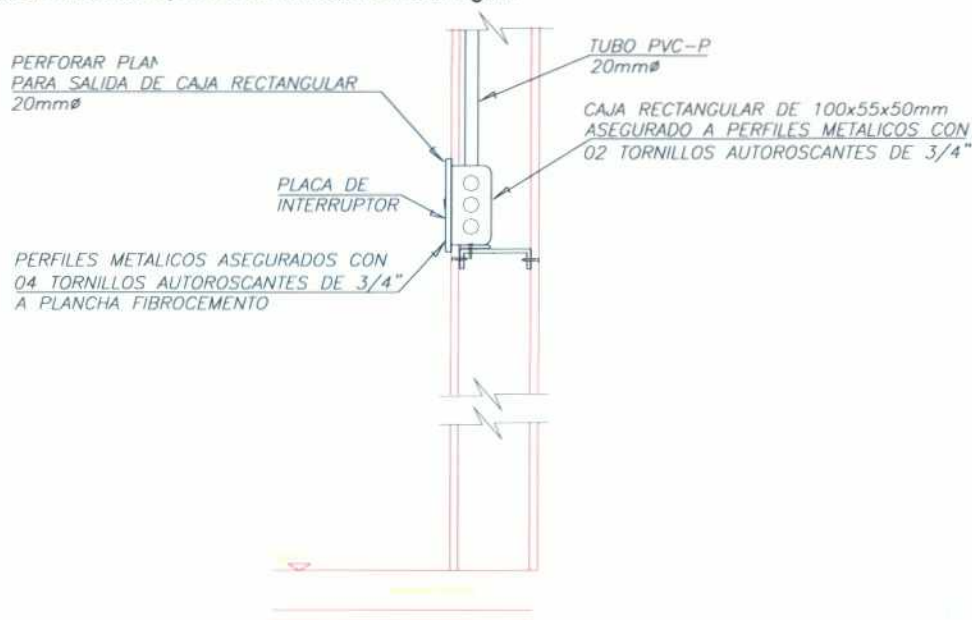 PERFORAR PLAN
PARA SALIDA DE CAJA RECTANGULAR
20mmø
TUBO PVC-P
20mmø
CAJA RECTANGULAR DE 100x55x50mm
ASEGURADO A PERFILES METALICOS CON
02 TORNILLOS AUTOROSCANTES DE 3/4"
PLACA DE
INTERRUPTOR
PERFILES METALICOS ASEGURADOS CON
04 TORNILLOS AUTOROSCANTES DE 3/4"
A PLANCHA FIBROCEMENTO